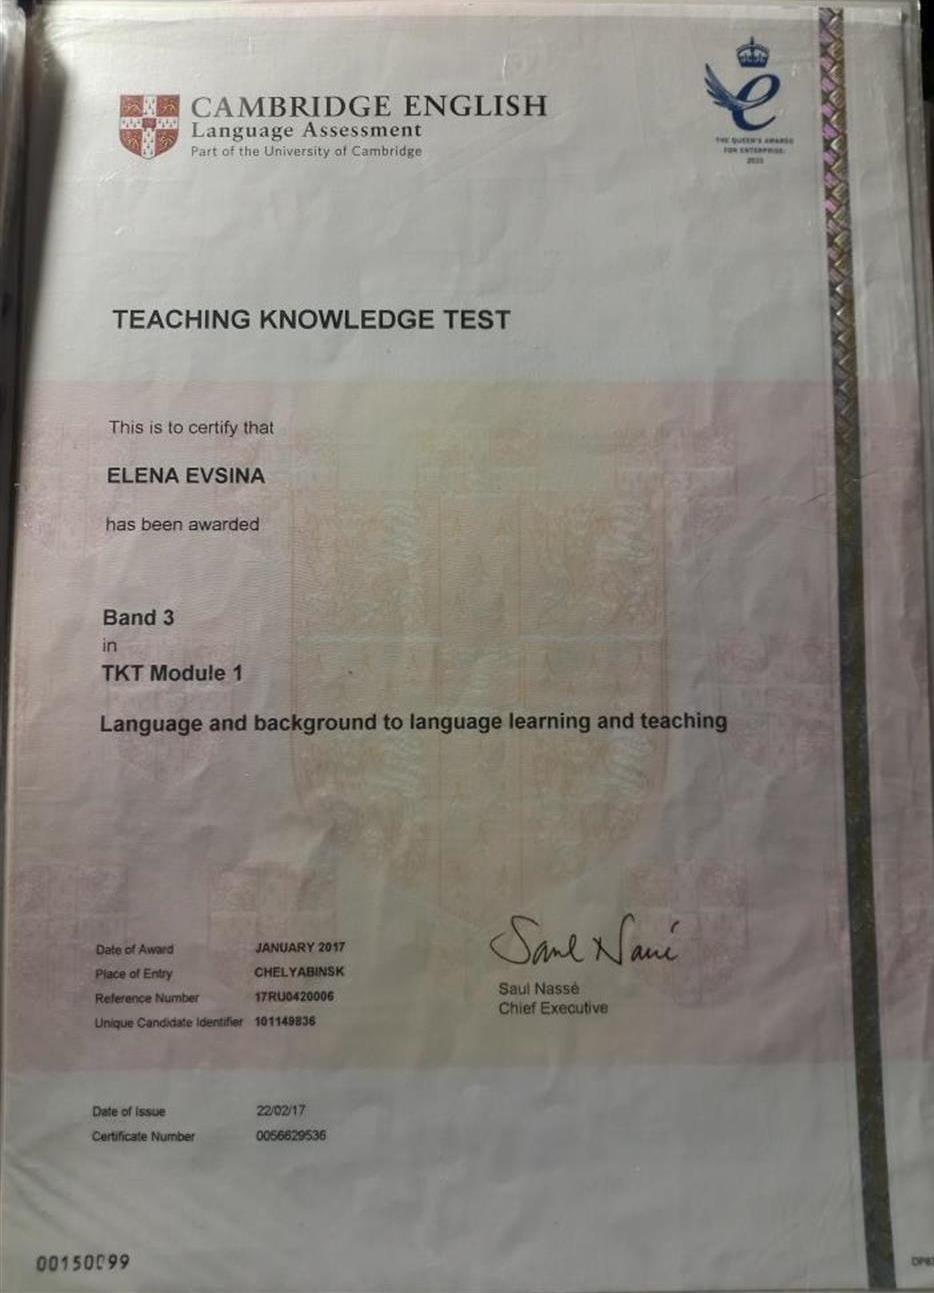 CAMBRIDGE ENGLISH
Language Assessment
Part of the University of Cambridge
THE QUEEN'S AWARDS
FOR ENTERPRISE:
TEACHING KNOWLEDGE TEST
This is to certify that
ELENA EVSINA
has been awarded
Band 3
in
TKT Module 1
Language and background to language learning and teaching
Date of Award JANUARY 2017
Place of Entry CHELYABINSK
Reference Number 17RU0420006
Unique Candidate Identifier 101149836
Saul Nassé
Saul Nassé
Chief Executive
Date of Issue 22/02/17
Certificate Number 0056629536